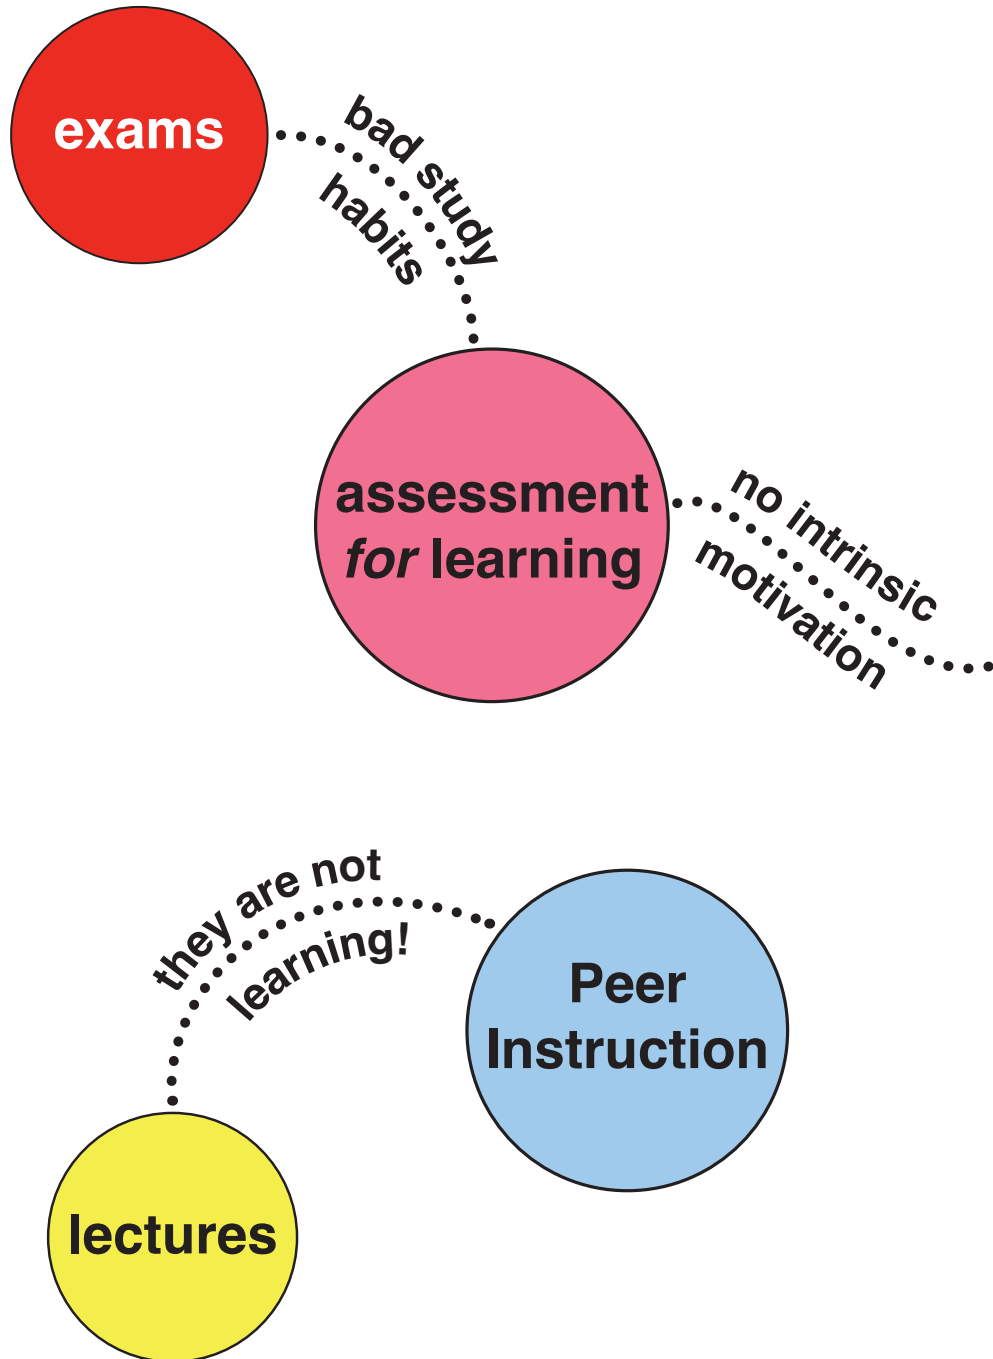 exams
bad study
habits
assessment
for learning
no intrinsic
motivation
they are not
learning!
Peer
Instruction
lectures